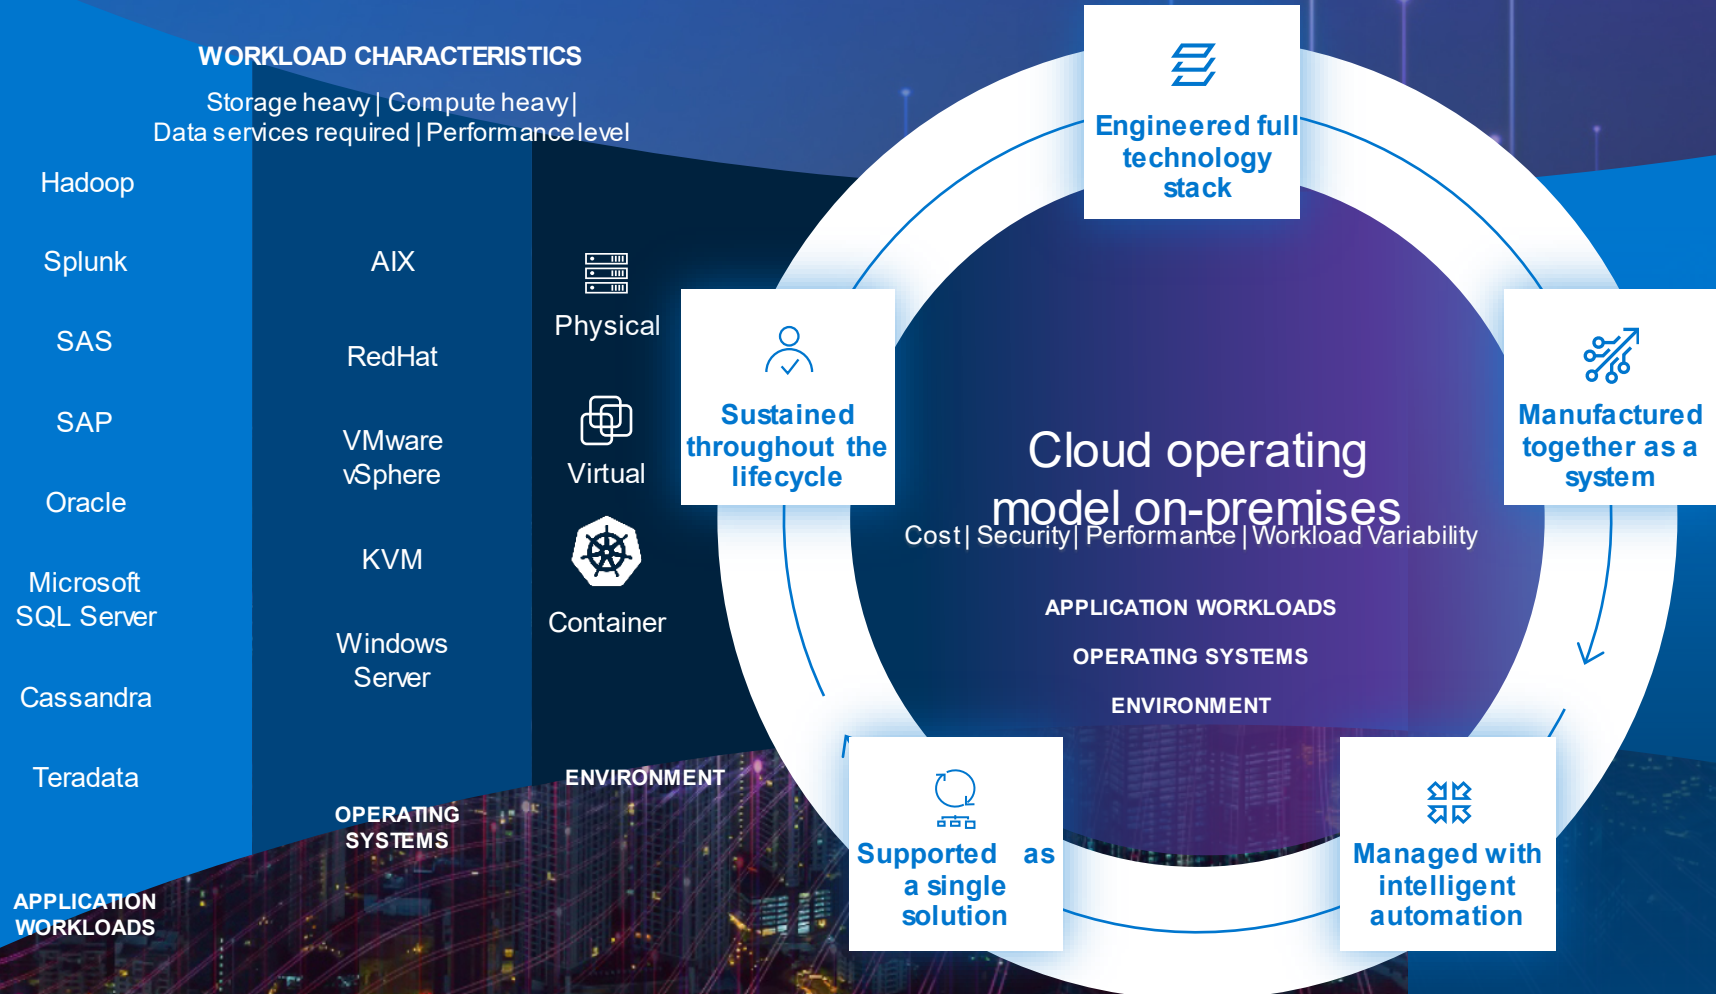 WORKLOAD CHARACTERISTICS
Storage heavy | Compute heavy |
Data services required | Performance level
Hadoop
Splunk
SAS
SAP
Oracle
Microsoft
SQL Server
Cassandra
Teradata
APPLICATION
WORKLOADS
AIX
RedHat
VMware
vSphere
KVM
Windows
Server
OPERATING
SYSTEMS
Physical
Virtual
Container
ENVIRONMENT
Engineered full
technology
stack
Sustained
throughout the
lifecycle
Manufactured
together as a
system
Cloud operating
model on-premises
Cost | Security | Performance | Workload Variability
APPLICATION WORKLOADS
OPERATING SYSTEMS
ENVIRONMENT
Supported as
a single
solution
Managed with
intelligent
automation